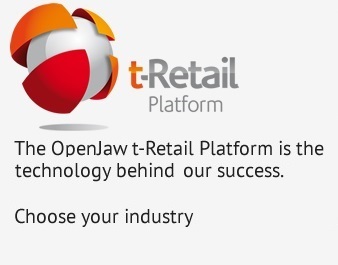 t-Retail
Platform
The OpenJaw t-Retail Platform is the
technology behind our success.
Choose your industry